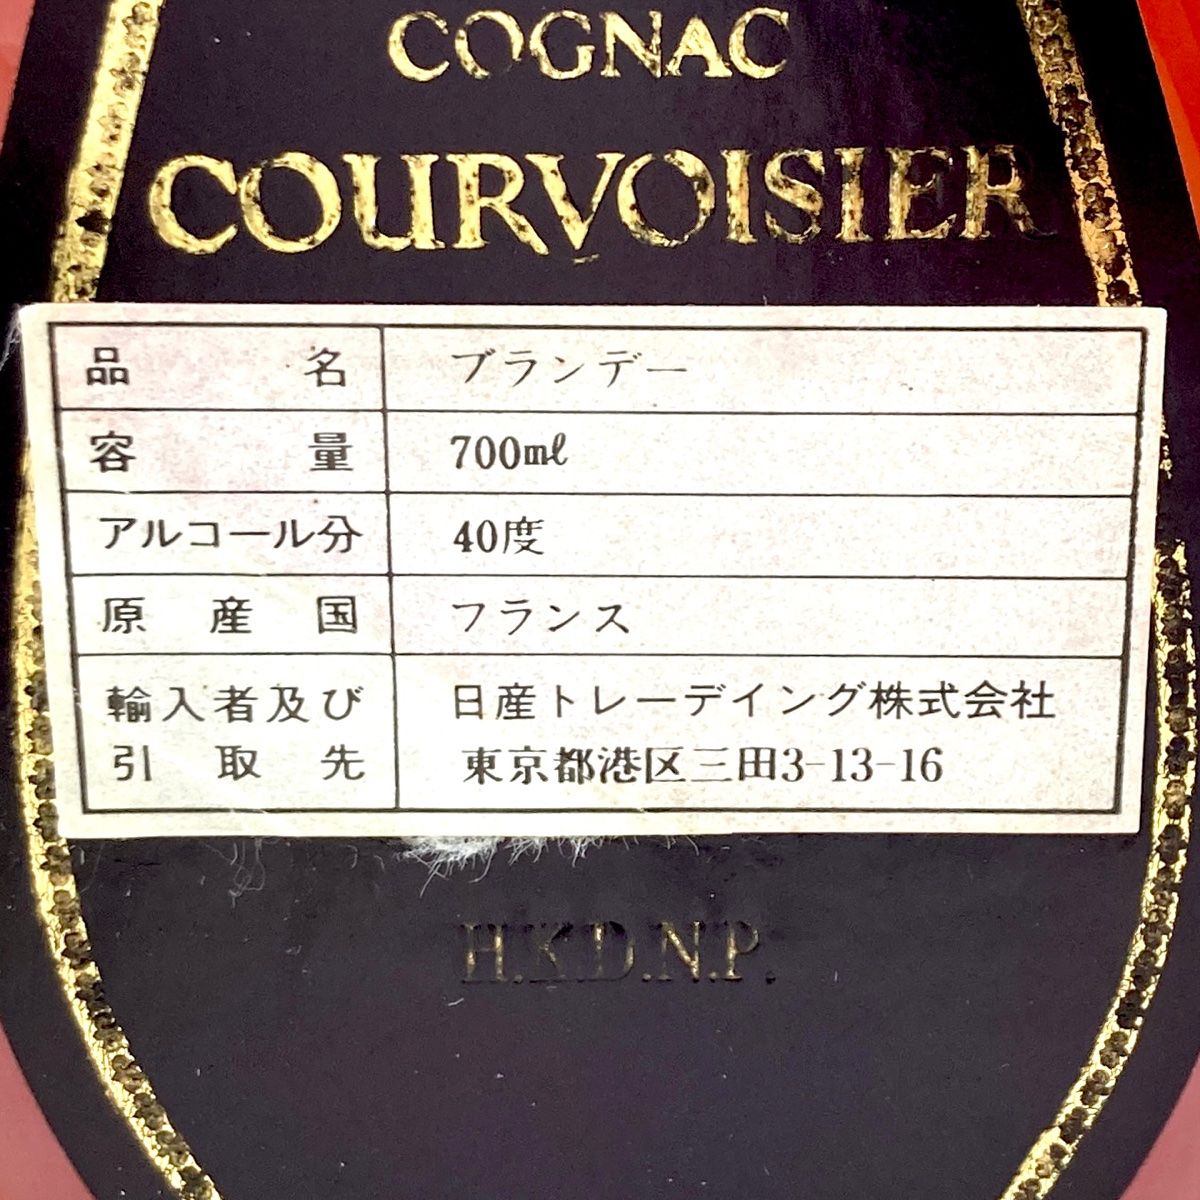 COGNAC
COURVOISIER
品名 ブランデー
容量 700mℓ
アルコール分 40度
原産国 フランス
輸入者及び 日産トレーデイング株式会社
引取先 東京都港区三田3-13-16
H.K.D.N.P.